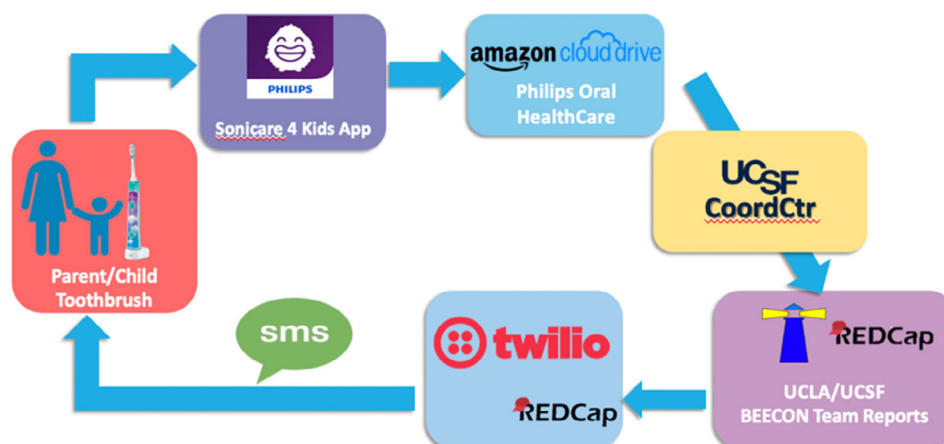 PHILIPS
Sonicare 4 Kids App
amazon cloud drive
Philips Oral
HealthCare
UCSF
CoordCtr
Parent/Child
Toothbrush
sms
twilio
REDCap
REDCap
UCLA/UCSF
BEECON Team Reports